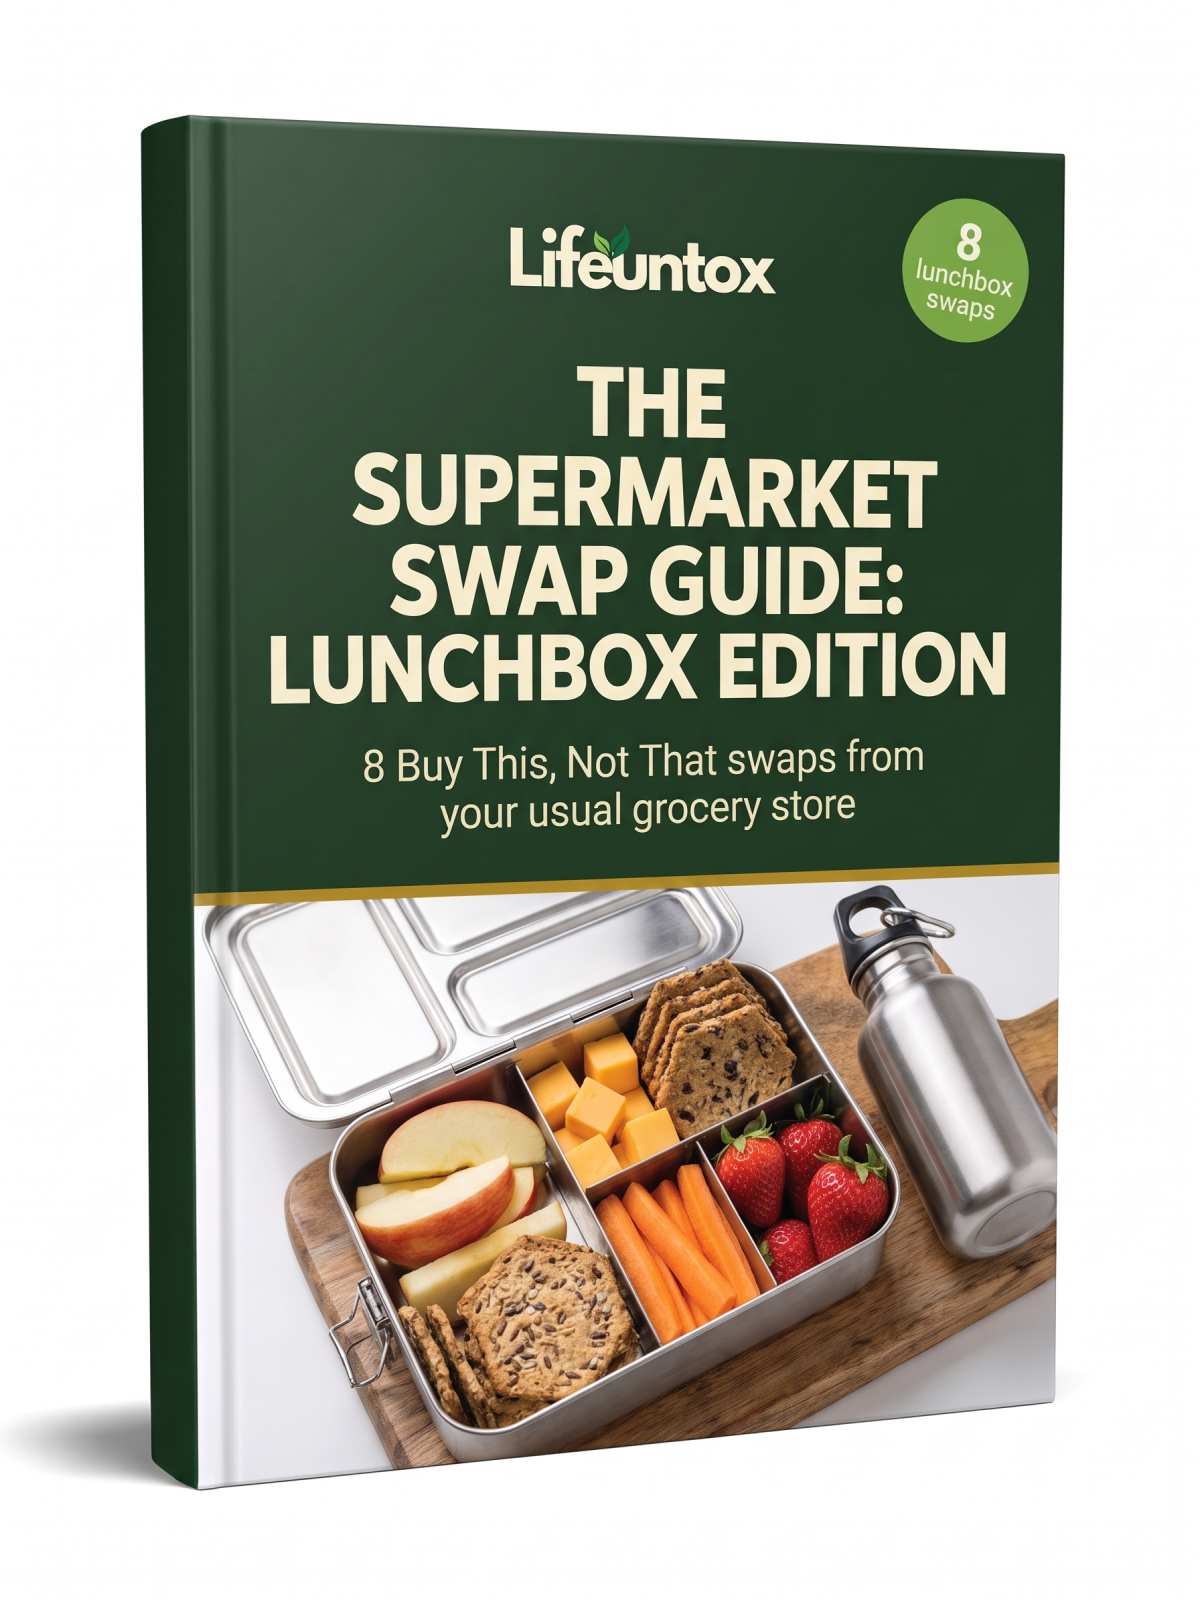 Lifeuntox
8
lunchbox
swaps
THE
SUPERMARKET
SWAP GUIDE:
LUNCHBOX EDITION
8 Buy This, Not That swaps from
your usual grocery store